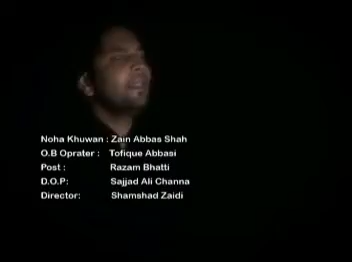 Noha Khuwan : Zain Abbas Shah
O.B Oprater : Tofique Abbasi
Post : Razam Bhatti
D.O.P: Sajjad Ali Channa
Director: Shamshad Zaidi